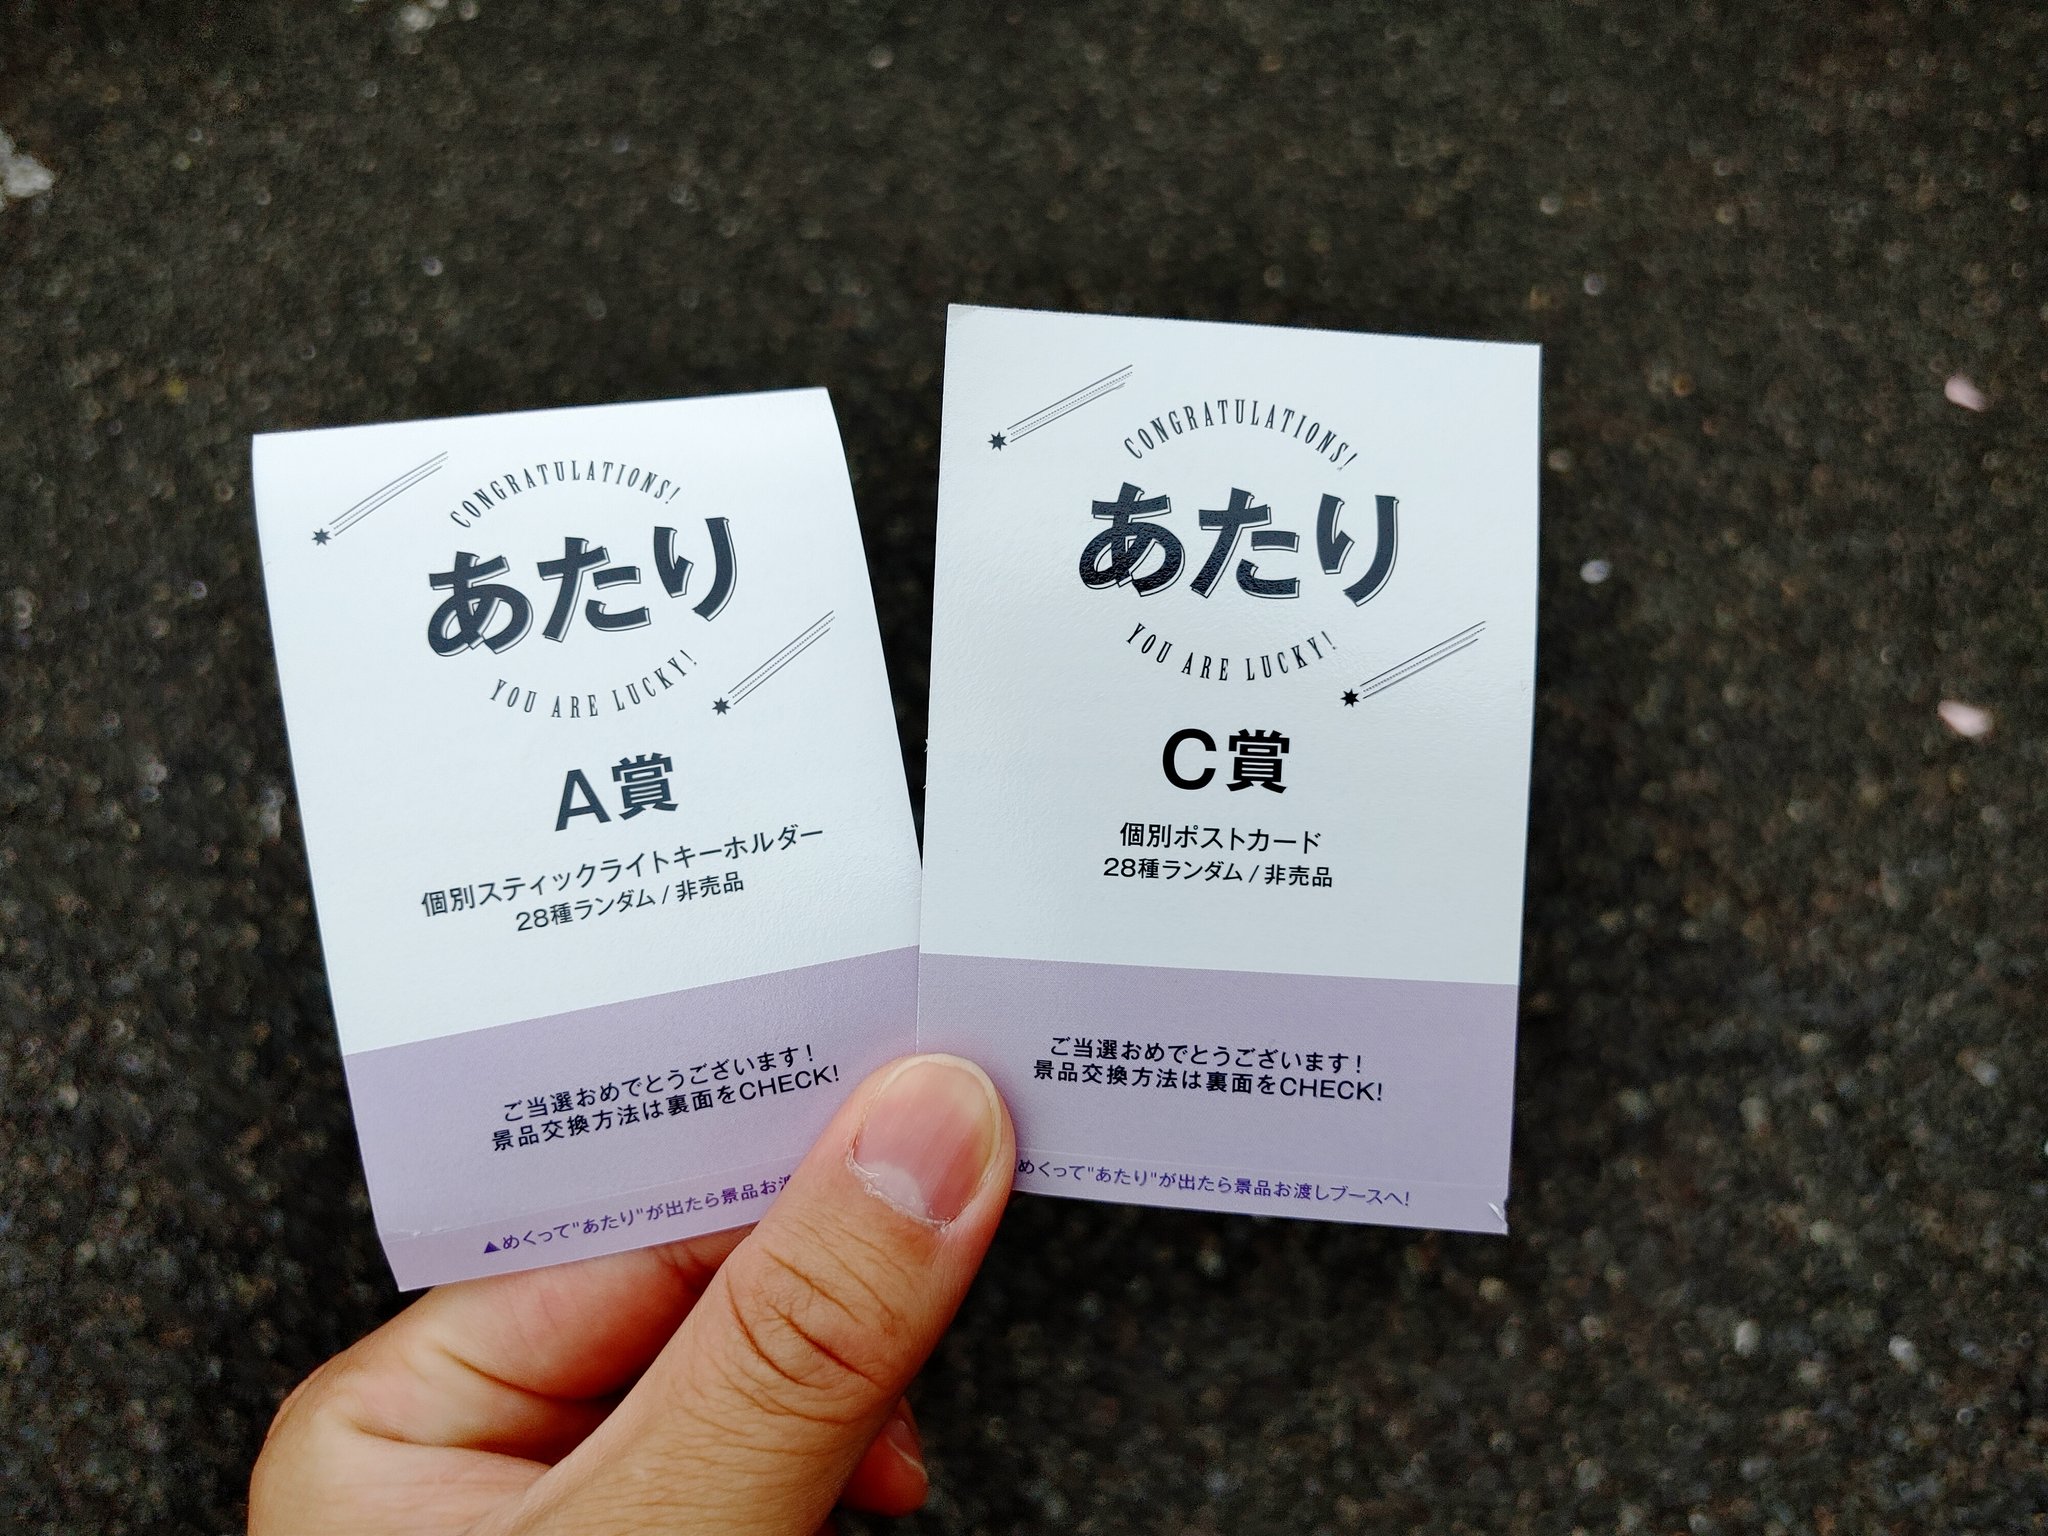 CONGRATULATIONS!
あたり
YOU ARE LUCKY!
A賞
個別スティックライトキーホルダー
28種ランダム / 非売品
ご当選おめでとうございます!
景品交換方法は裏面をCHECK!
▲めくって"あたり"が出たら景品お
CONGRATULATIONS!
あたり
YOU ARE LUCKY!
C賞
個別ポストカード
28種ランダム / 非売品
ご当選おめでとうございます!
景品交換方法は裏面をCHECK!
めくって"あたり"が出たら景品お渡しブースへ!